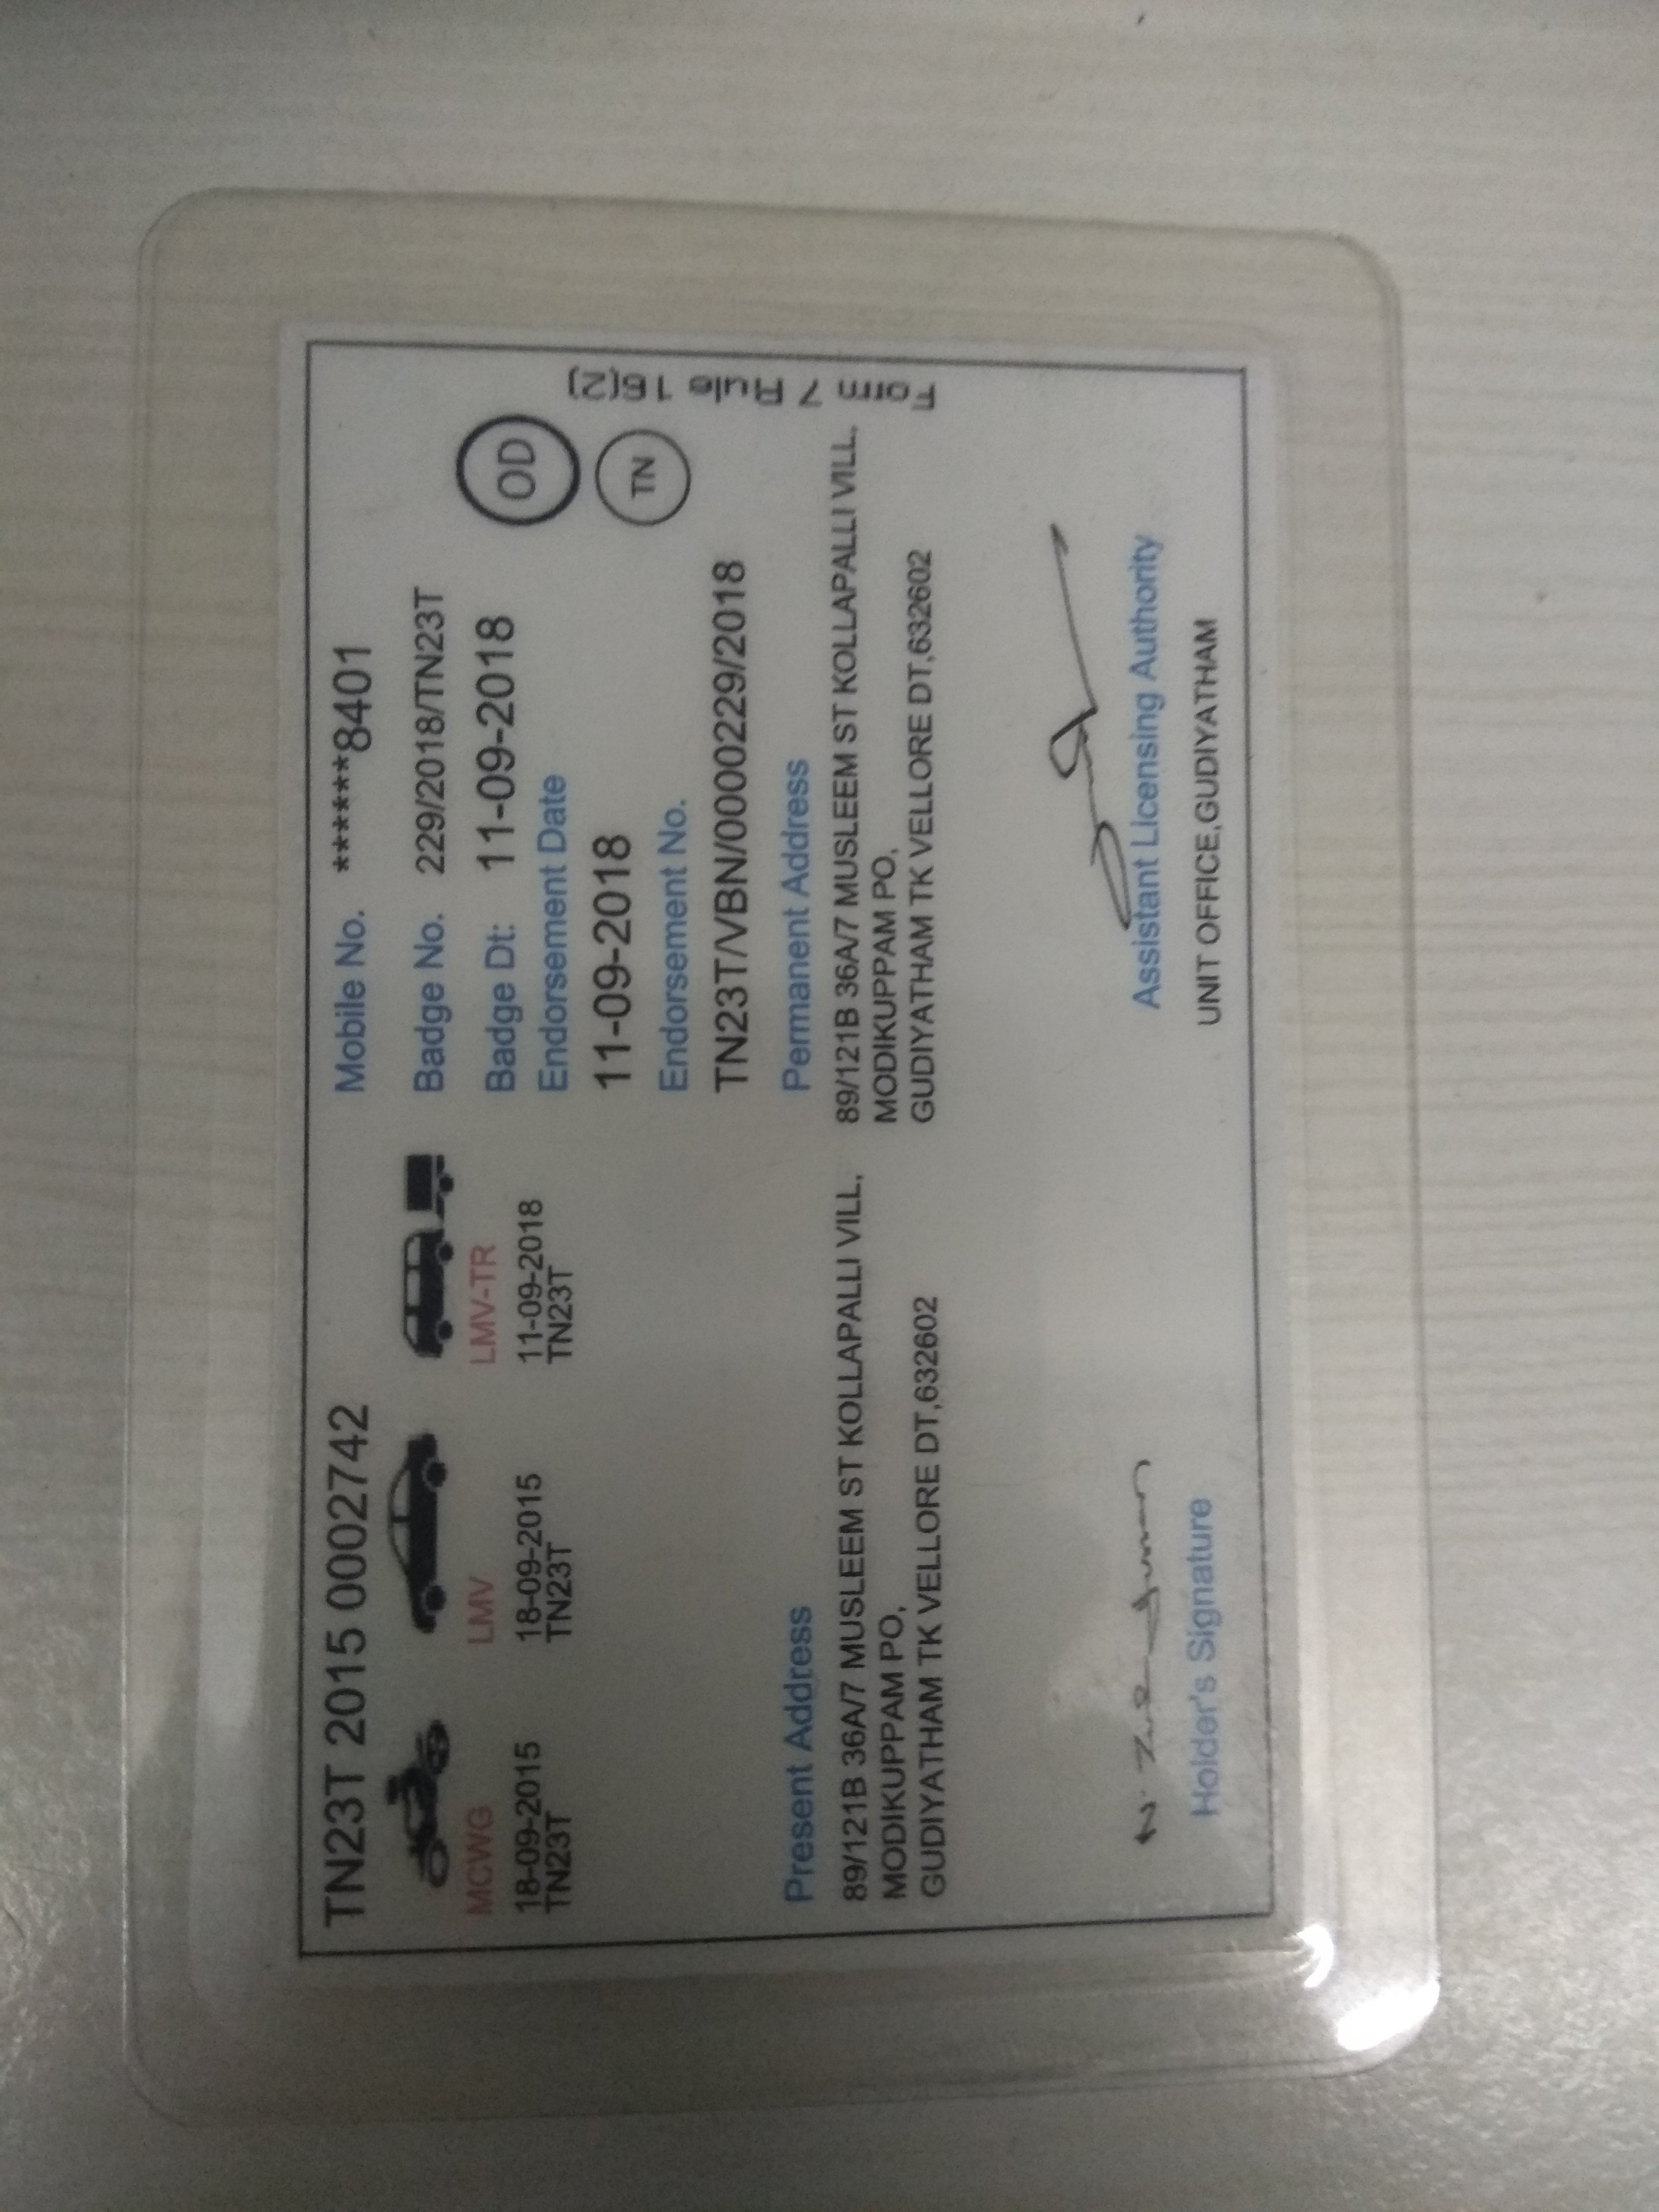 TN23T 2015 0002742
Mobile No. ******8401
MCWG
18-09-2015
TN23T
LMV
18-09-2015
TN23T
LMV-TR
11-09-2018
TN23T
Badge No. 229/2018/TN23T
Badge Dt: 11-09-2018
Endorsement Date
11-09-2018
Endorsement No.
TN23T/VBN/0000229/2018
OD
TN
Form 7 Rule 16(2)
Present Address
89/121B 36A/7 MUSLEEM ST KOLLAPALLI VILL,
MODIKUPPAM PO,
GUDIYATHAM TK VELLORE DT,632602
Permanent Address
89/121B 36A/7 MUSLEEM ST KOLLAPALLI VILL,
MODIKUPPAM PO,
GUDIYATHAM TK VELLORE DT,632602
Holder's Signature
Assistant Licensing Authority
UNIT OFFICE,GUDIYATHAM